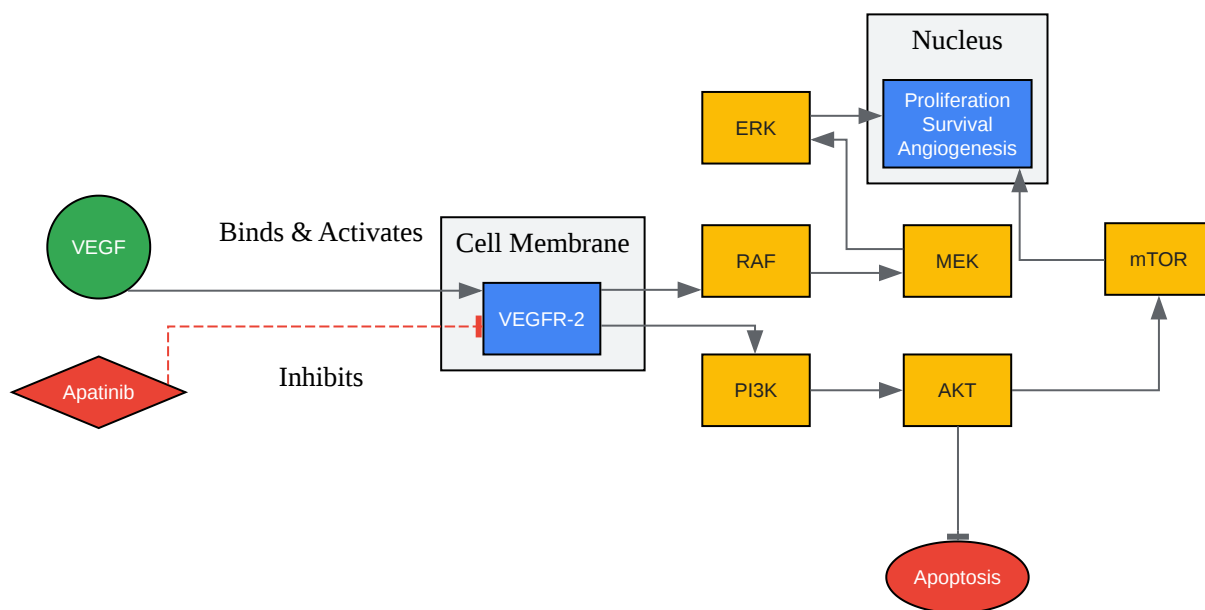 Nucleus
Proliferation
Survival
Angiogenesis
ERK
VEGF
Binds & Activates
Cell Membrane
RAF
MEK
mTOR
VEGFR-2
Inhibits
Apatinib
PI3K
AKT
Apoptosis